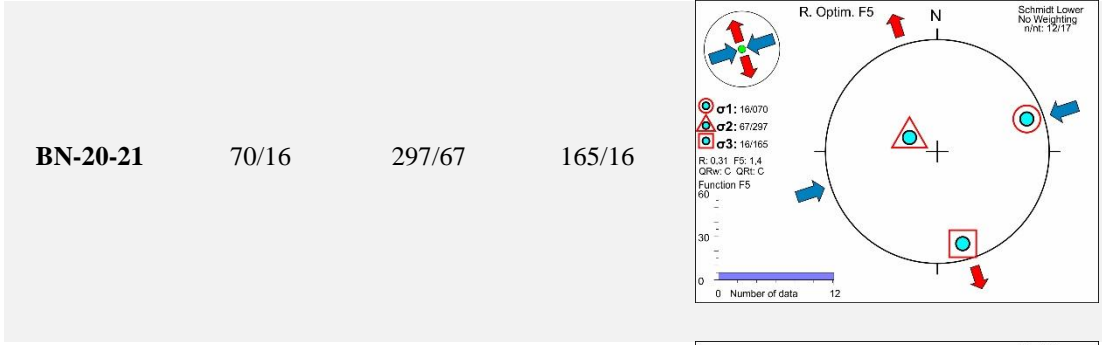 R. Optim. F5
N
Schmidt Lower
No Weighting
n/nt: 12/17
σ1: 16/070
σ2: 67/297
σ3: 16/165
R: 0,31 F5: 1,4
QRw: C QRt: C
Function F5
60
30
0
0 Number of data 12
BN-20-21 70/16 297/67 165/16